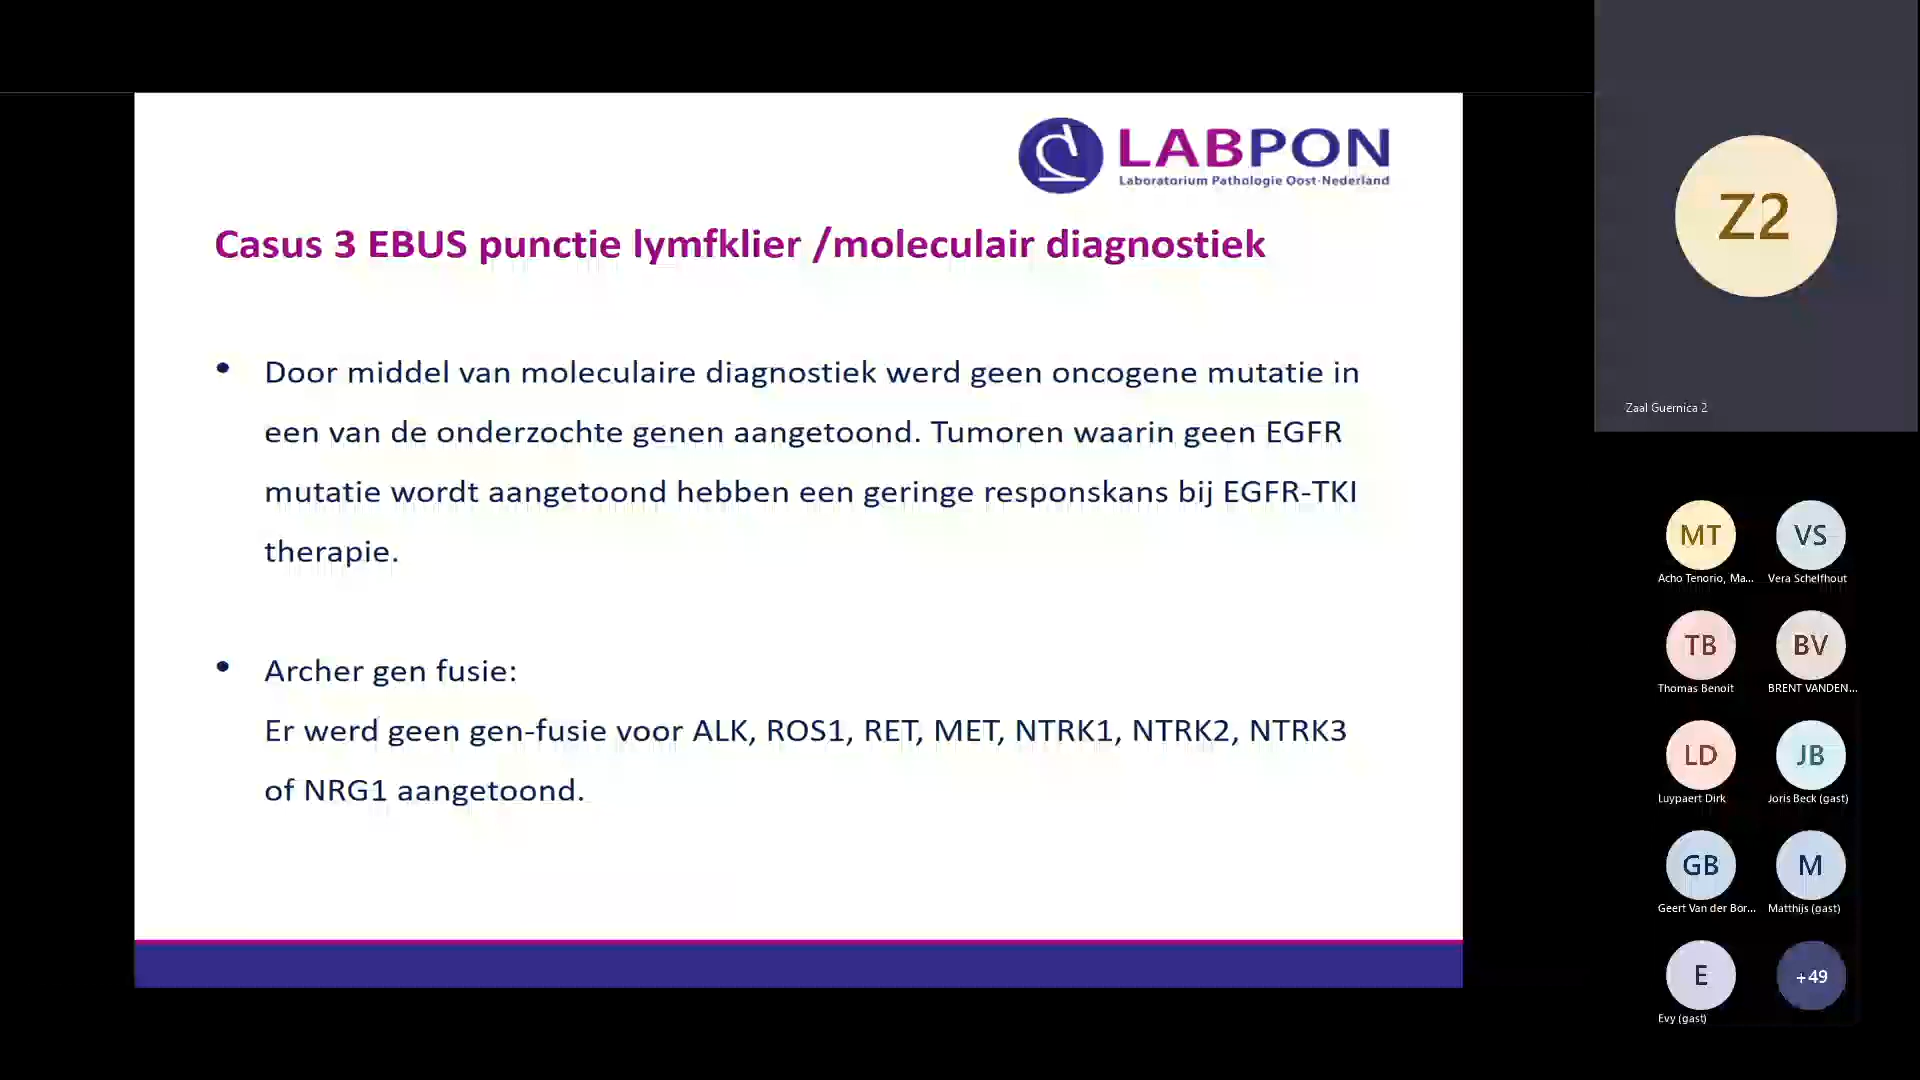 LABPON
Laboratorium Pathologie Oost-Nederland
Casus 3 EBUS punctie lymfklier /moleculair diagnostiek
• Door middel van moleculaire diagnostiek werd geen oncogene mutatie in
een van de onderzochte genen aangetoond. Tumoren waarin geen EGFR
mutatie wordt aangetoond hebben een geringe responskans bij EGFR-TKI
therapie.
• Archer gen fusie:
Er werd geen gen-fusie voor ALK, ROS1, RET, MET, NTRK1, NTRK2, NTRK3
of NRG1 aangetoond.
Z2
Zaal Guernica 2
MT VS
Acho Tenorio, Ma... Vera Schelfhout
TB BV
Thomas Benoit BRENT VANDEN...
LD JB
Luypaert Dirk Joris Beck (gast)
GB M
Geert Van der Bor... Matthijs (gast)
E +49
Evy (gast)